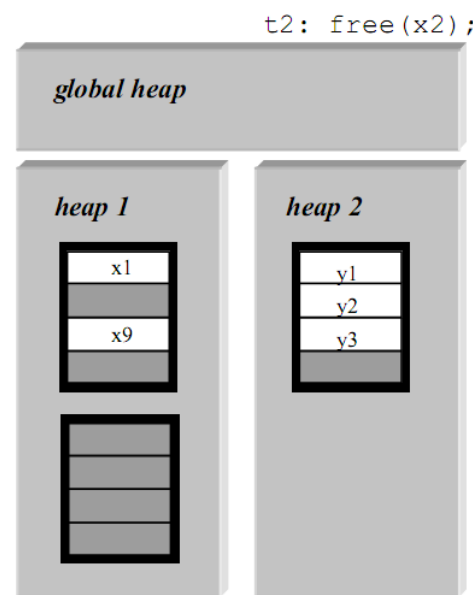 t2: free(x2);
global heap
heap 1
heap 2
x1
x9
y1
y2
y3